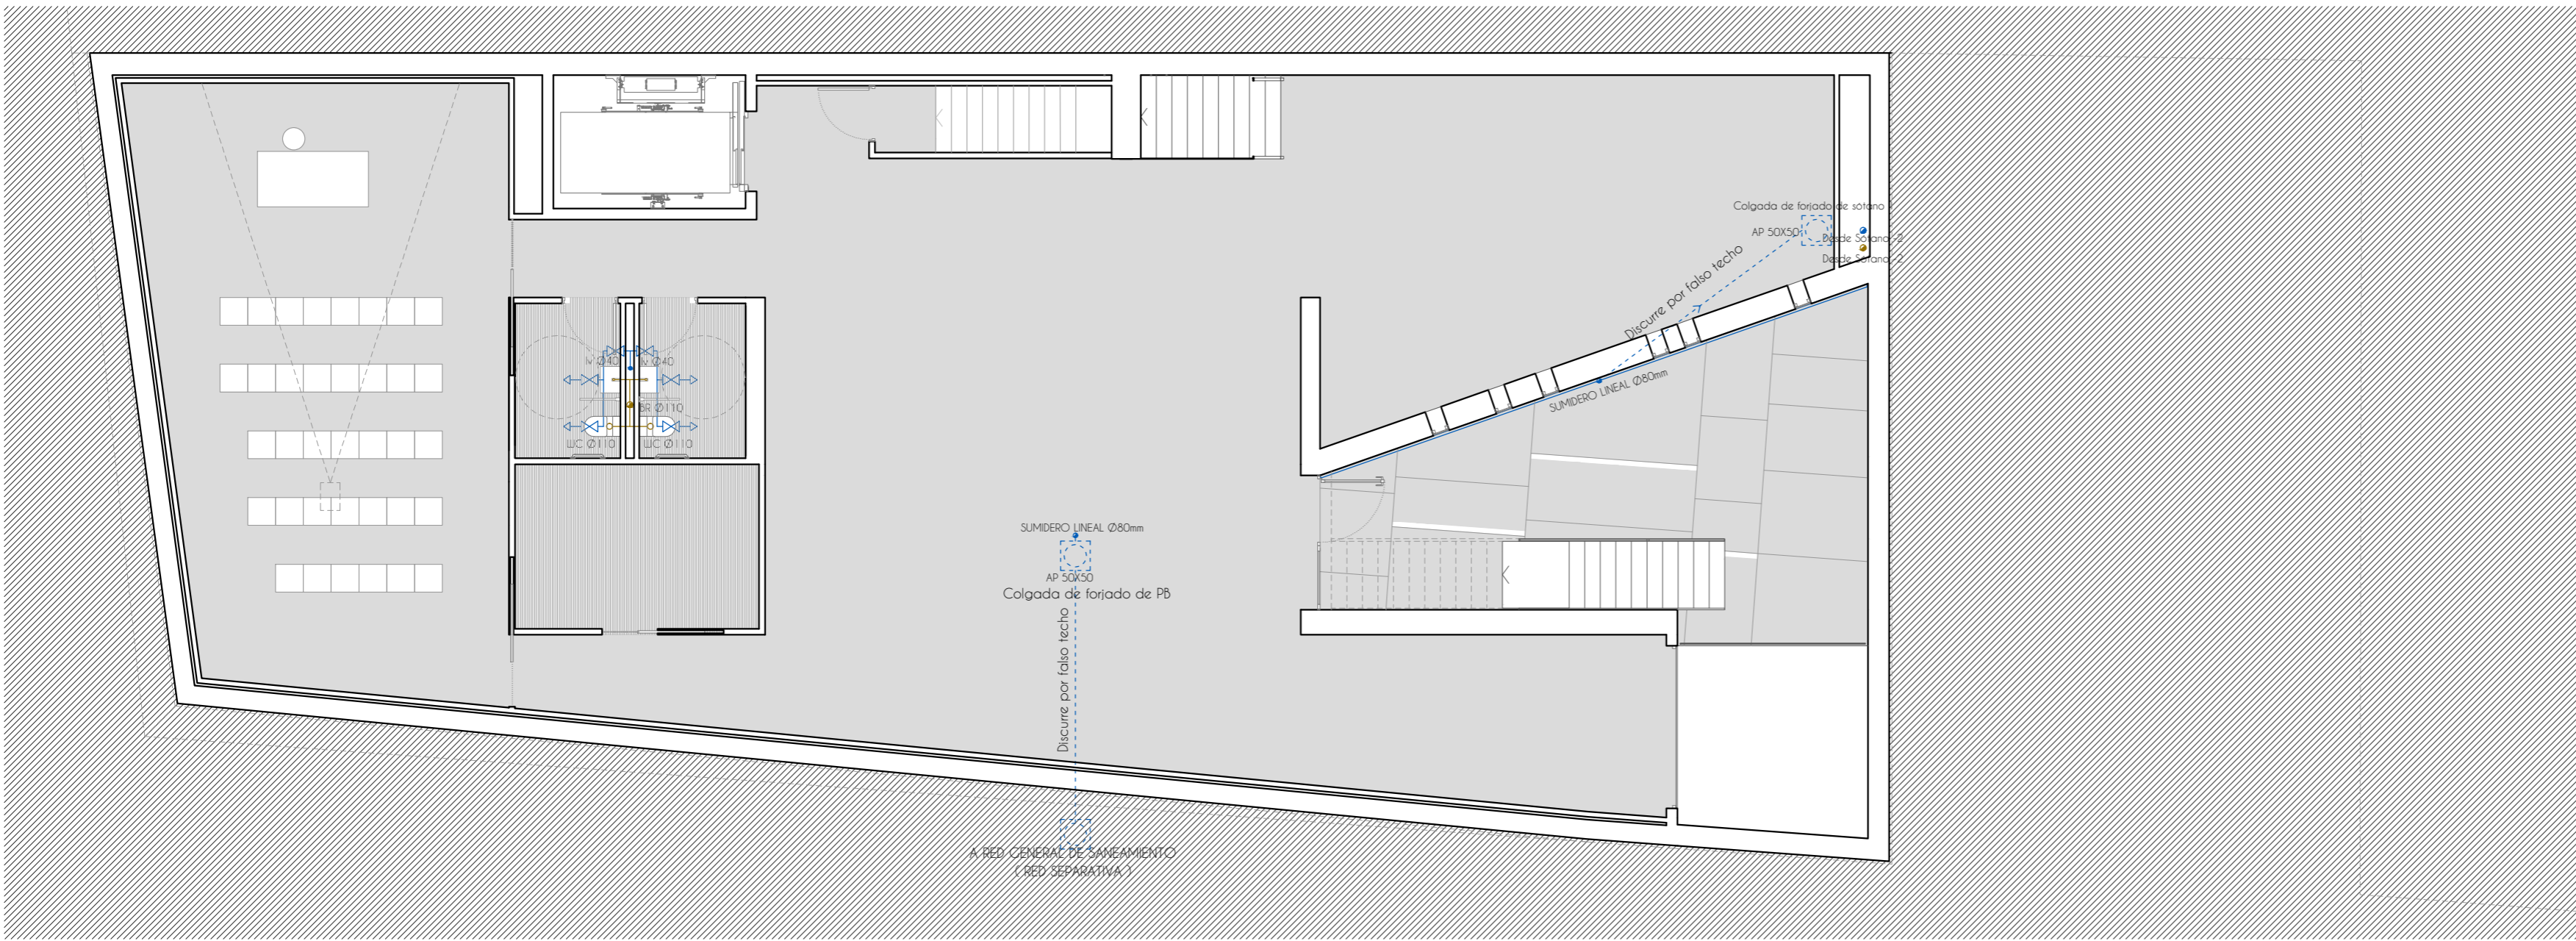 Colgada de forjado de sótano
AP 50X50
Desde Sótano -2
Desde Sótano -2
Discurre por falso techo
SUMIDERO LINEAL Ø80mm
lv Ø40
lv Ø40
BR Ø110
WC Ø110
WC Ø110
SUMIDERO LINEAL Ø80mm
AP 50X50
Colgada de forjado de PB
Discurre por falso techo
A RED GENERAL DE SANEAMIENTO
( RED SEPARATIVA )